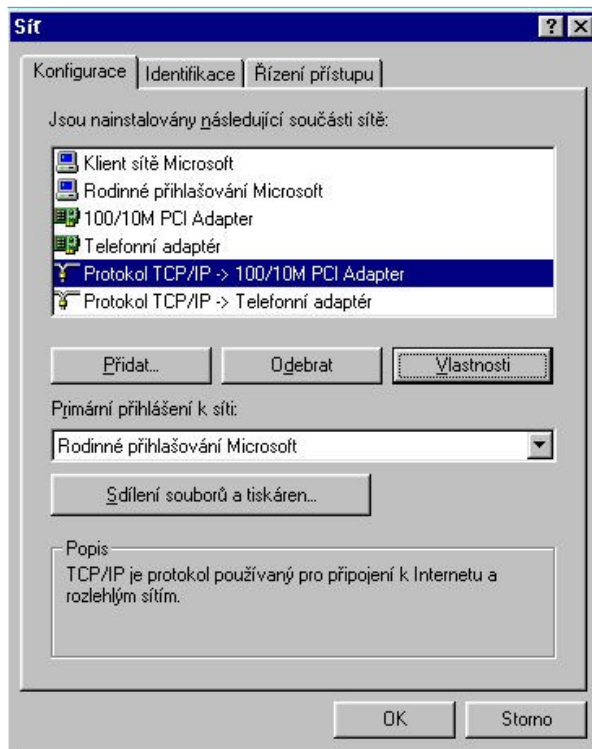 Síť
Konfigurace Identifikace Řízení přístupu
Jsou nainstalovány následující součásti sítě:
Klient sítě Microsoft
Rodinné přihlašování Microsoft
100/10M PCI Adapter
Telefonní adaptér
Protokol TCP/IP -> 100/10M PCI Adapter
Protokol TCP/IP -> Telefonní adaptér
Přidat... Odebrat Vlastnosti
Primární přihlášení k síti:
Rodinné přihlašování Microsoft
Sdílení souborů a tiskáren...
Popis
TCP/IP je protokol používaný pro připojení k Internetu a
rozlehlým sítím.
OK Storno